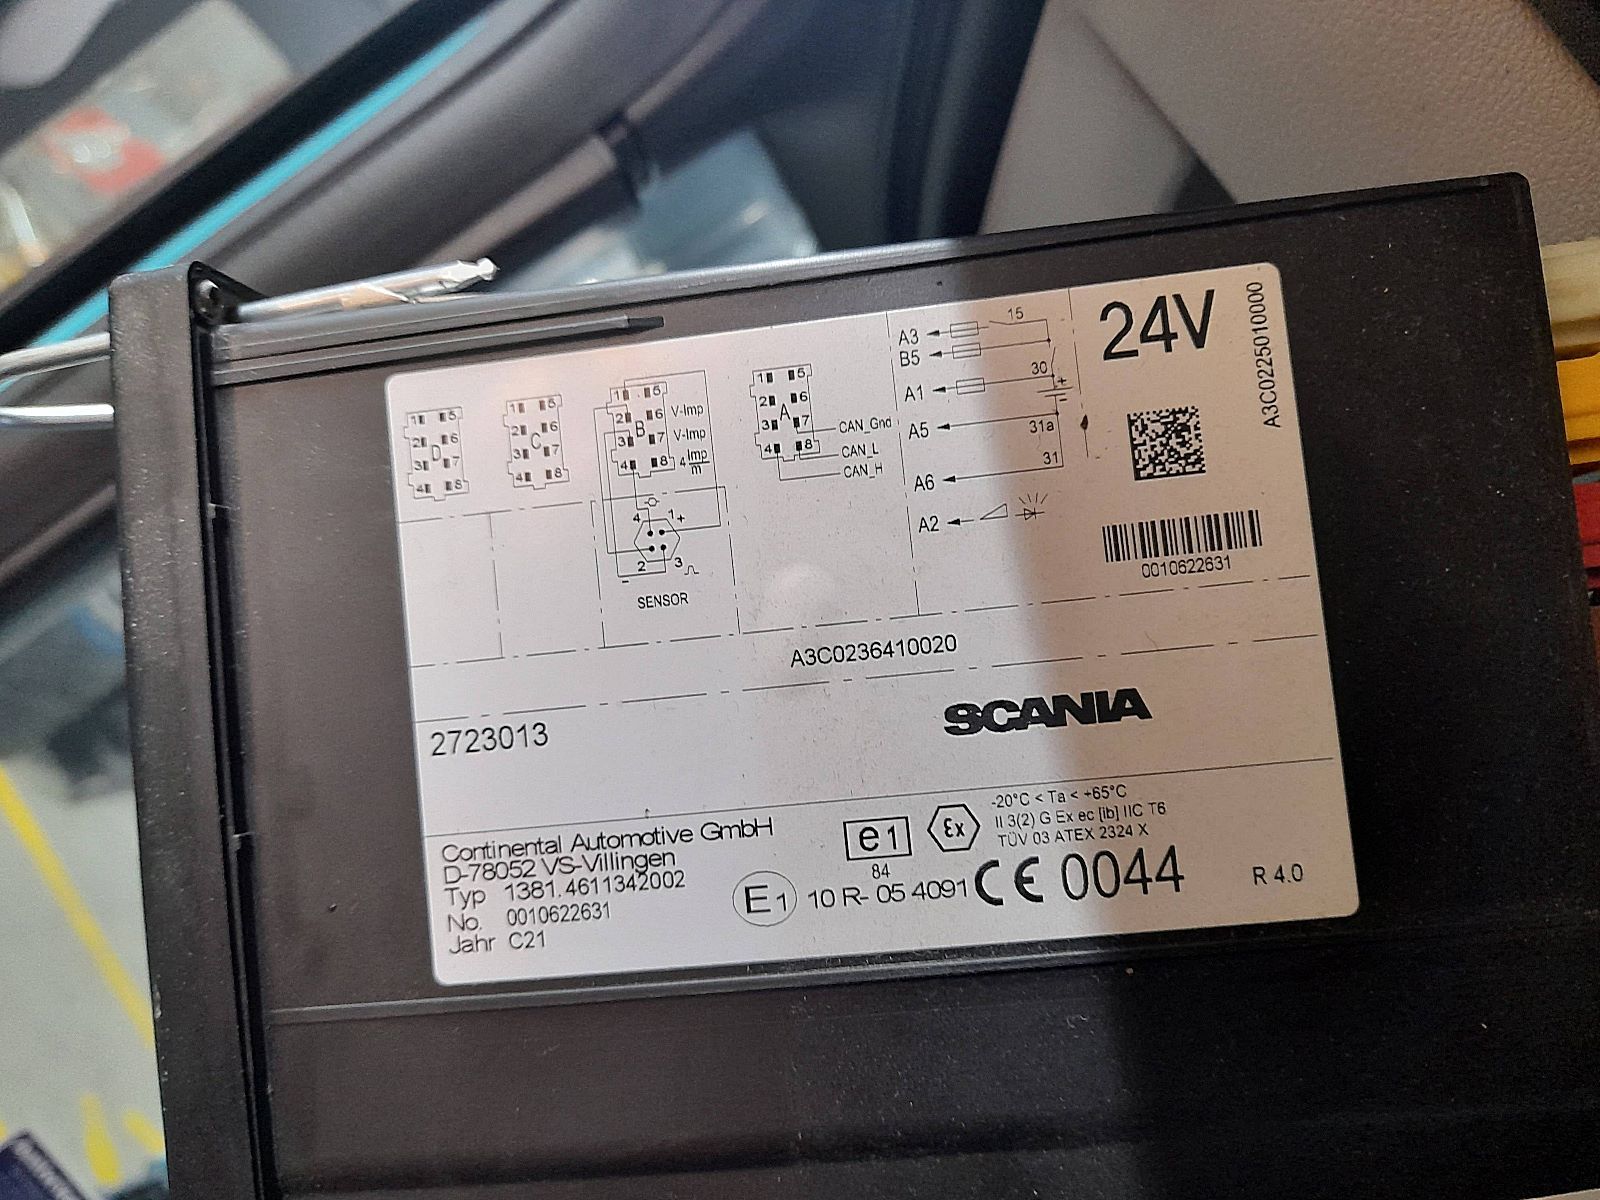 A3 15
B5
30
A1 +
A5 31a
A6 31
A2
24V
A3C0225010000
0010622631
1 5
2 6
D
3 7
4 8
1 5
2 6
C
3 7
4 8
1 5
2 6 V-Imp
B
3 7 V-Imp
4 8 4 Imp/m
1 5
2 6
A
3 7 CAN_Gnd
4 8 CAN_L
CAN_H
4 1 +
2 3
-
SENSOR
A3C0236410020
2723013
SCANIA
Continental Automotive GmbH
D-78052 VS-Villingen
Typ 1381.4611342002
No. 0010622631
Jahr C21
e1
84
Ex
-20°C < Ta < +65°C
II 3(2) G Ex ec [ib] IIC T6
TÜV 03 ATEX 2324 X
E1 10 R- 05 4091 CE 0044
R 4.0